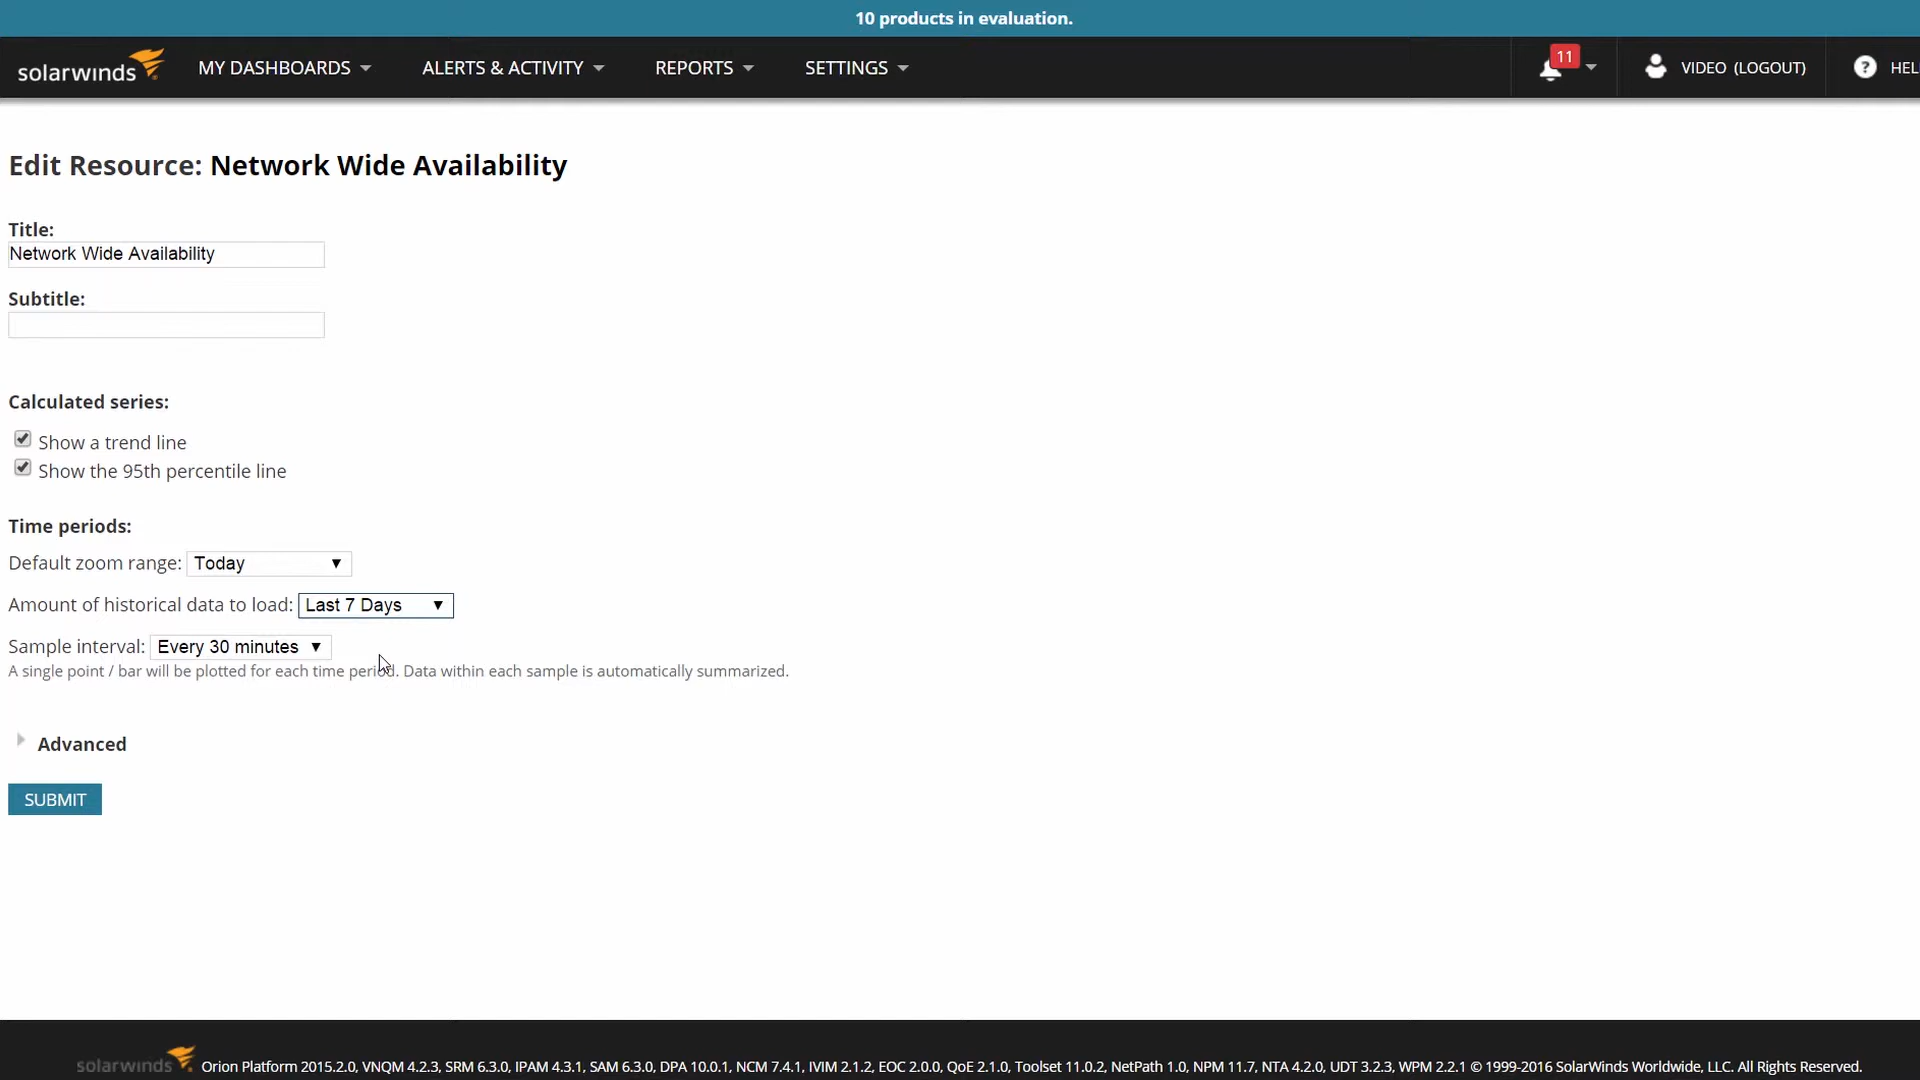 10 products in evaluation.
solarwinds MY DASHBOARDS ALERTS & ACTIVITY REPORTS SETTINGS 11 VIDEO (LOGOUT) ? HEL
Edit Resource: Network Wide Availability
Title:
Network Wide Availability
Subtitle:
Calculated series:
Show a trend line
Show the 95th percentile line
Time periods:
Default zoom range: Today
Amount of historical data to load: Last 7 Days
Sample interval: Every 30 minutes
A single point / bar will be plotted for each time period. Data within each sample is automatically summarized.
Advanced
SUBMIT
solarwinds Orion Platform 2015.2.0, VNQM 4.2.3, SRM 6.3.0, IPAM 4.3.1, SAM 6.3.0, DPA 10.0.1, NCM 7.4.1, IVIM 2.1.2, EOC 2.0.0, QoE 2.1.0, Toolset 11.0.2, NetPath 1.0, NPM 11.7, NTA 4.2.0, UDT 3.2.3, WPM 2.2.1 © 1999-2016 SolarWinds Worldwide, LLC. All Rights Reserved.